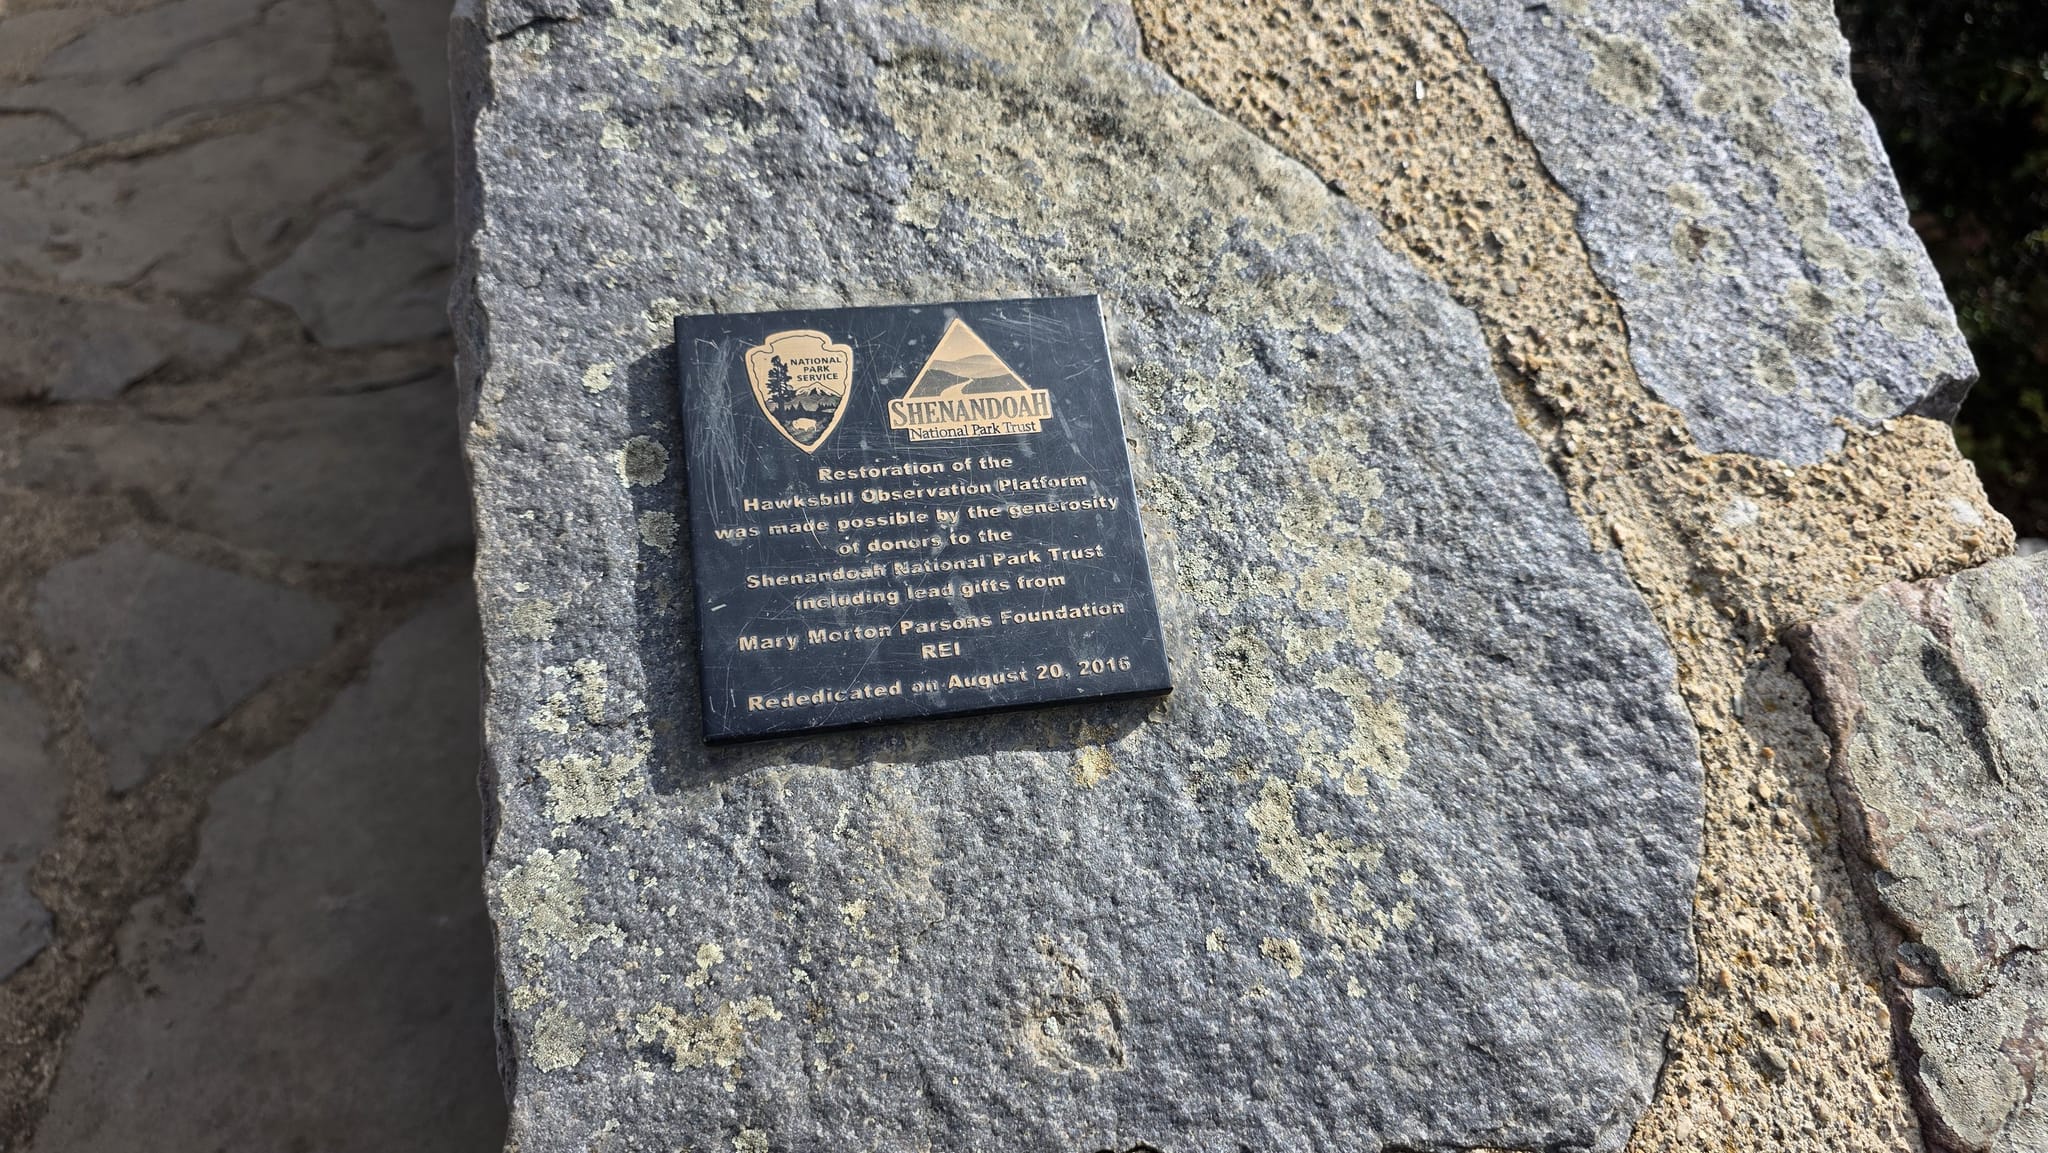 NATIONAL
PARK
SERVICE
SHENANDOAH
National Park Trust
Restoration of the
Hawksbill Observation Platform
was made possible by the generosity
of donors to the
Shenandoah National Park Trust
including lead gifts from
Mary Morton Parsons Foundation
REI
Rededicated on August 20, 2016